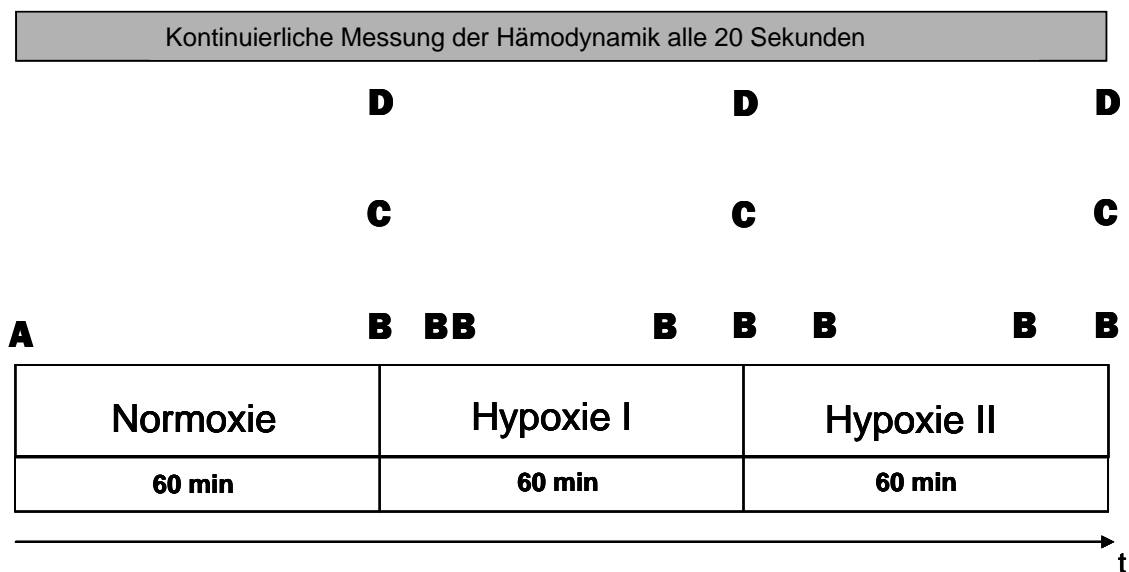 Kontinuierliche Messung der Hämodynamik alle 20 Sekunden
D D D
C C C
A B BB B B B B B
Normoxie Hypoxie I Hypoxie II
60 min 60 min 60 min
t